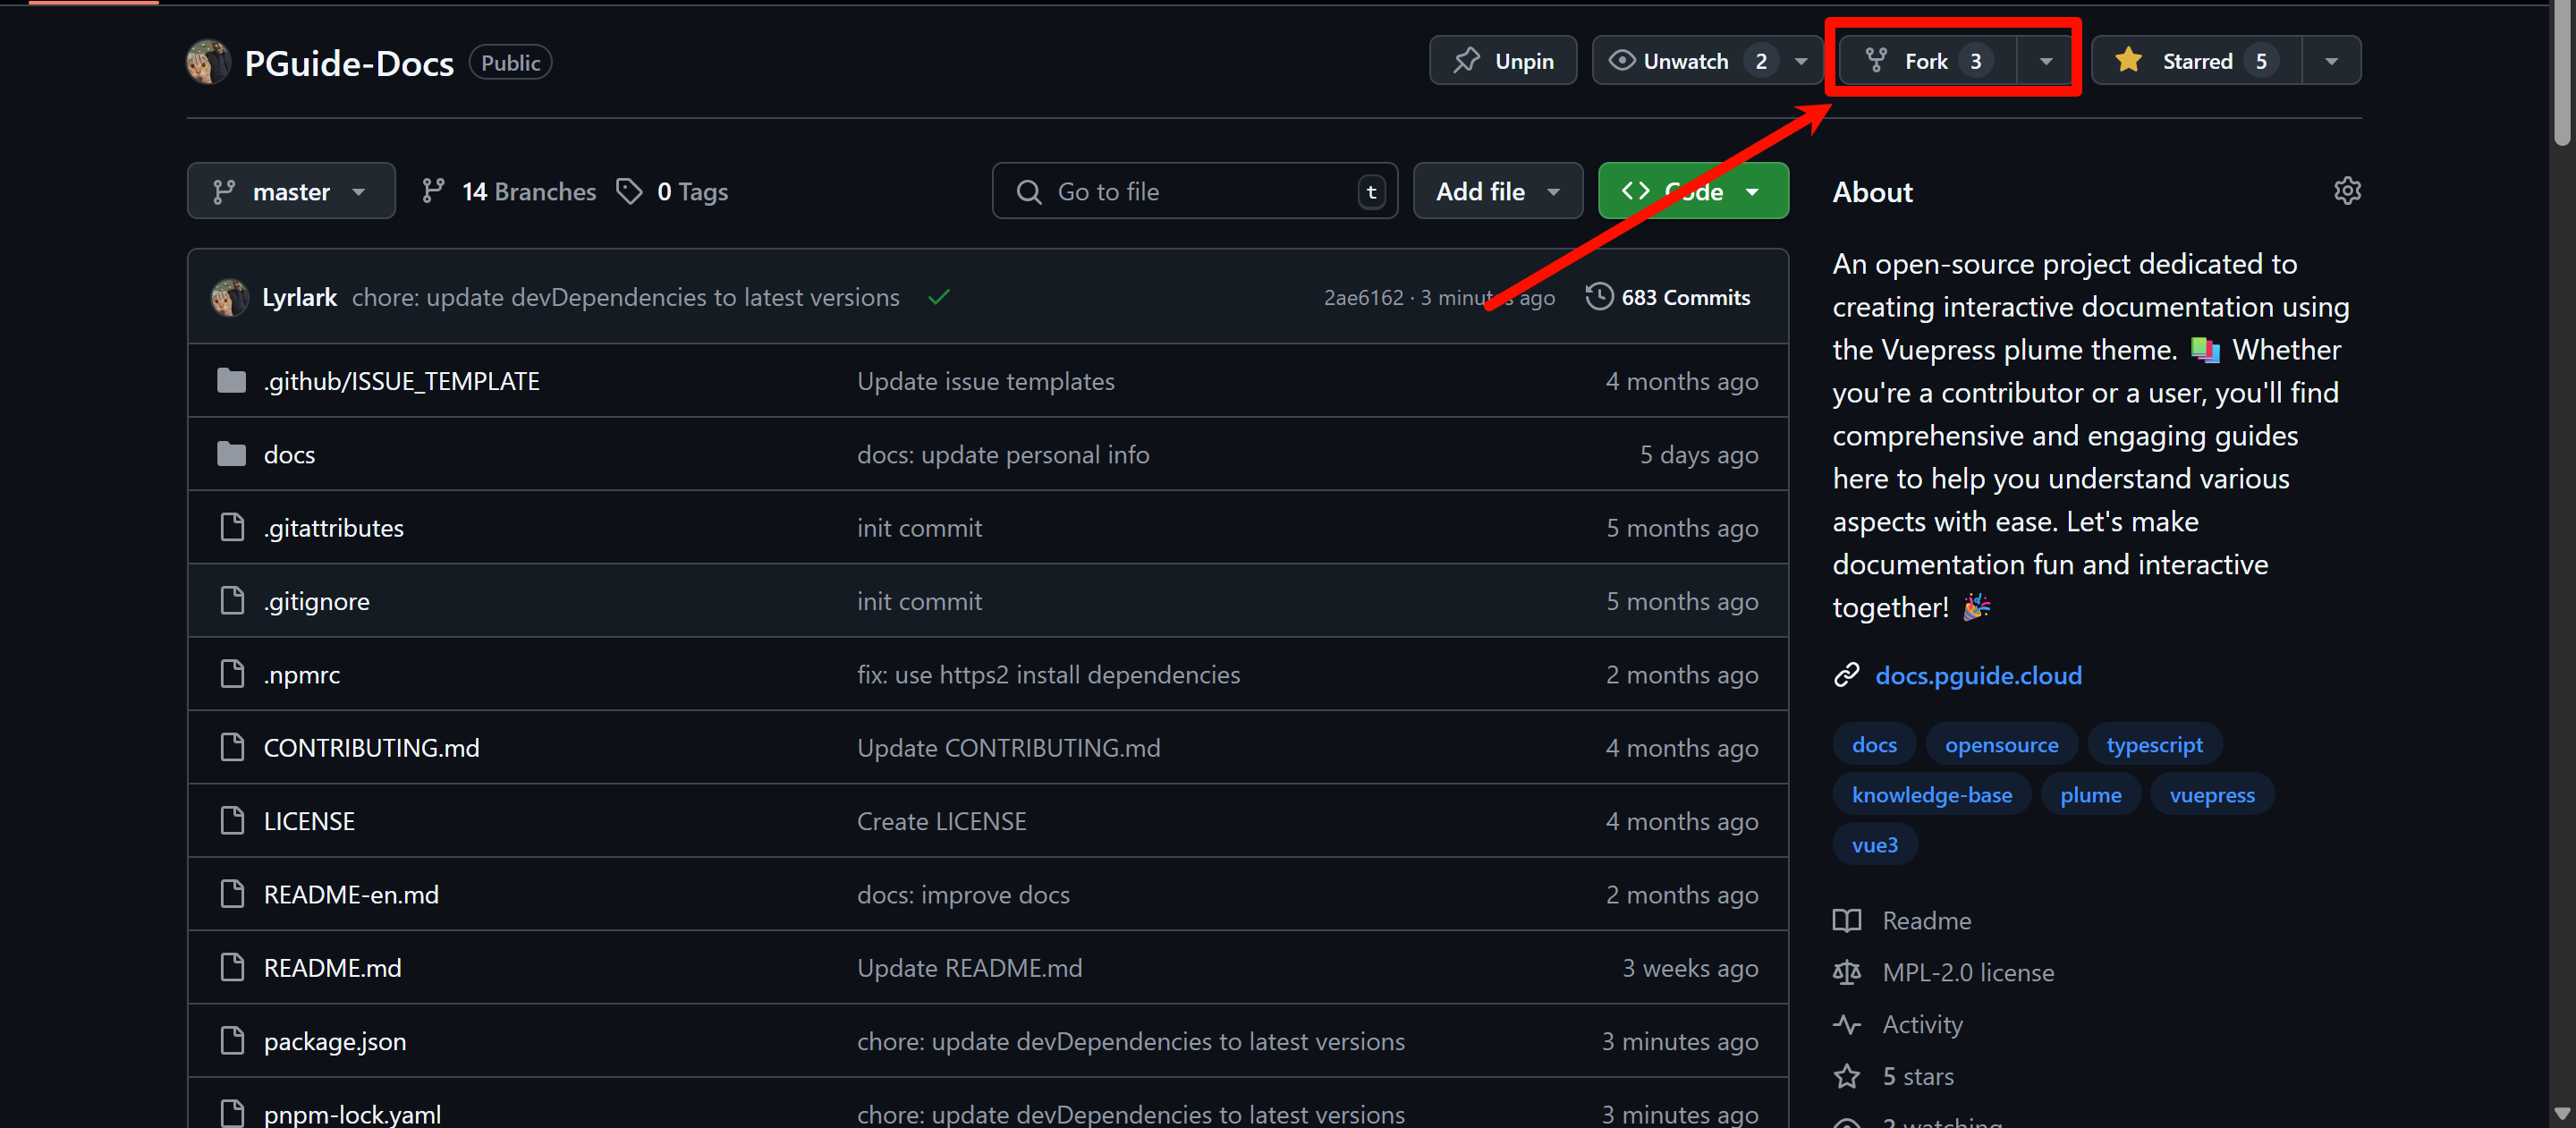 PGuide-Docs Public Unpin Unwatch 2 Fork 3 Starred 5
master 14 Branches 0 Tags Go to file t Add file Code
Lyrlark chore: update devDependencies to latest versions 2ae6162 · 3 minutes ago 683 Commits
.github/ISSUE_TEMPLATE Update issue templates 4 months ago
docs docs: update personal info 5 days ago
.gitattributes init commit 5 months ago
.gitignore init commit 5 months ago
.npmrc fix: use https2 install dependencies 2 months ago
CONTRIBUTING.md Update CONTRIBUTING.md 4 months ago
LICENSE Create LICENSE 4 months ago
README-en.md docs: improve docs 2 months ago
README.md Update README.md 3 weeks ago
package.json chore: update devDependencies to latest versions 3 minutes ago
pnpm-lock.yaml chore: update devDependencies to latest versions 3 minutes ago
About
An open-source project dedicated to
creating interactive documentation using
the Vuepress plume theme. 📚 Whether
you're a contributor or a user, you'll find
comprehensive and engaging guides
here to help you understand various
aspects with ease. Let's make
documentation fun and interactive
together! 🎉
docs.pguide.cloud
docs opensource typescript
knowledge-base plume vuepress
vue3
Readme
MPL-2.0 license
Activity
5 stars
2 watching